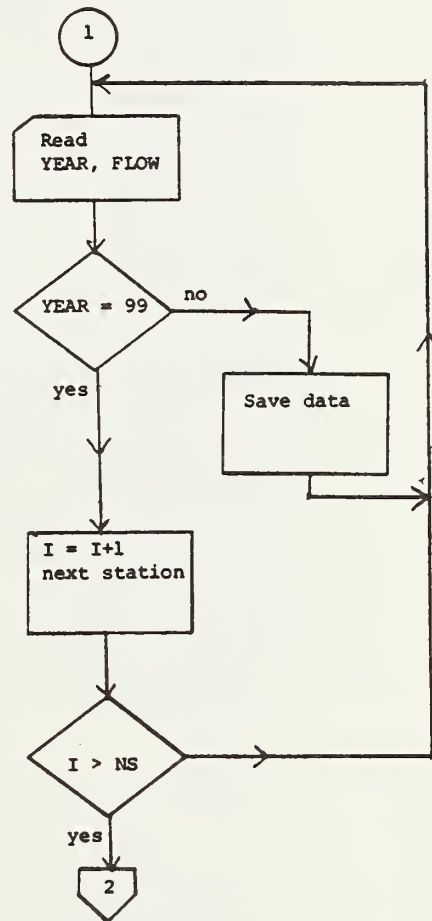 1
Read
YEAR, FLOW
YEAR = 99
no
yes
Save data
I = I+1
next station
I > NS
yes
2